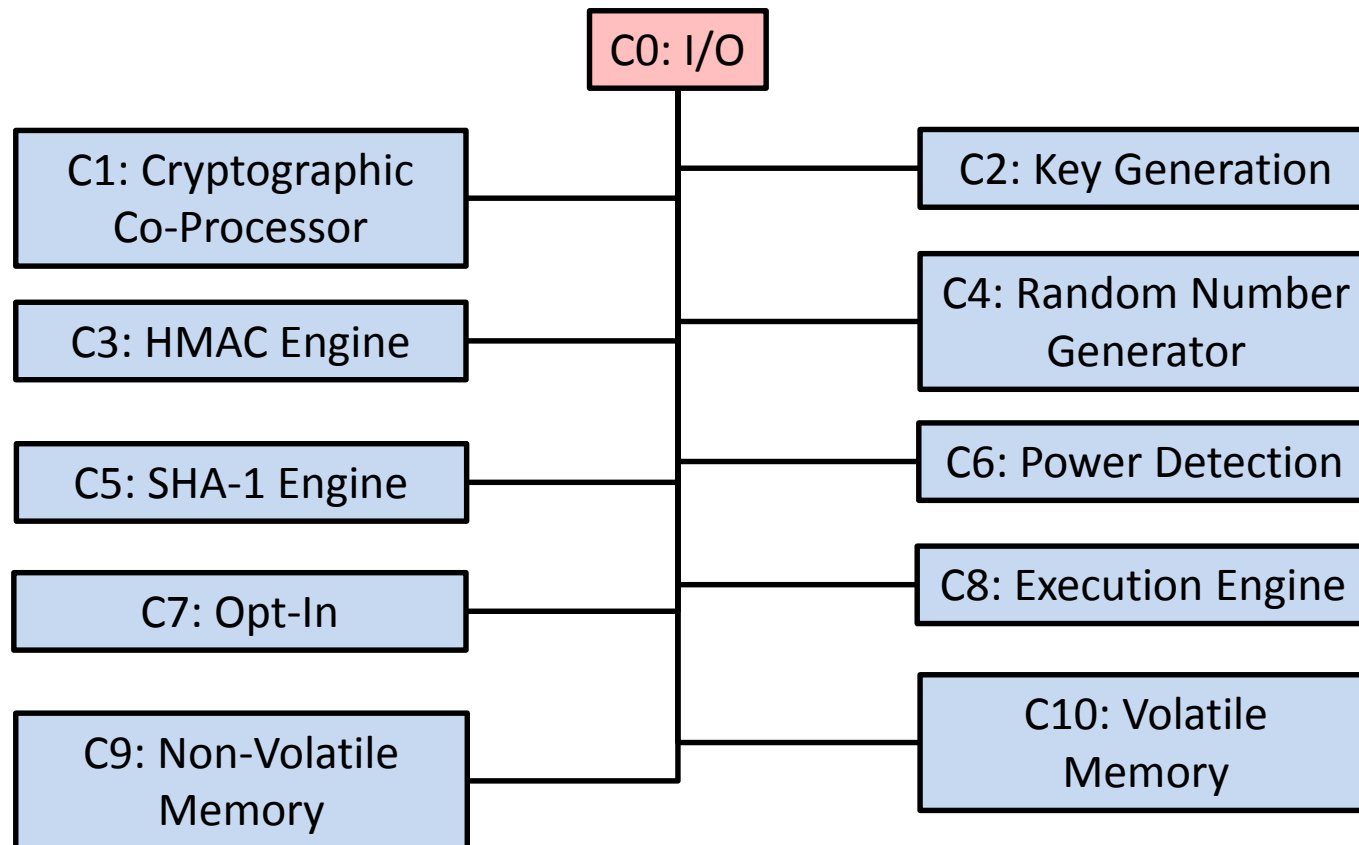 C0: I/O
C1: Cryptographic
Co-Processor
C2: Key Generation
C3: HMAC Engine
C4: Random Number
Generator
C5: SHA-1 Engine
C6: Power Detection
C7: Opt-In
C8: Execution Engine
C9: Non-Volatile
Memory
C10: Volatile
Memory